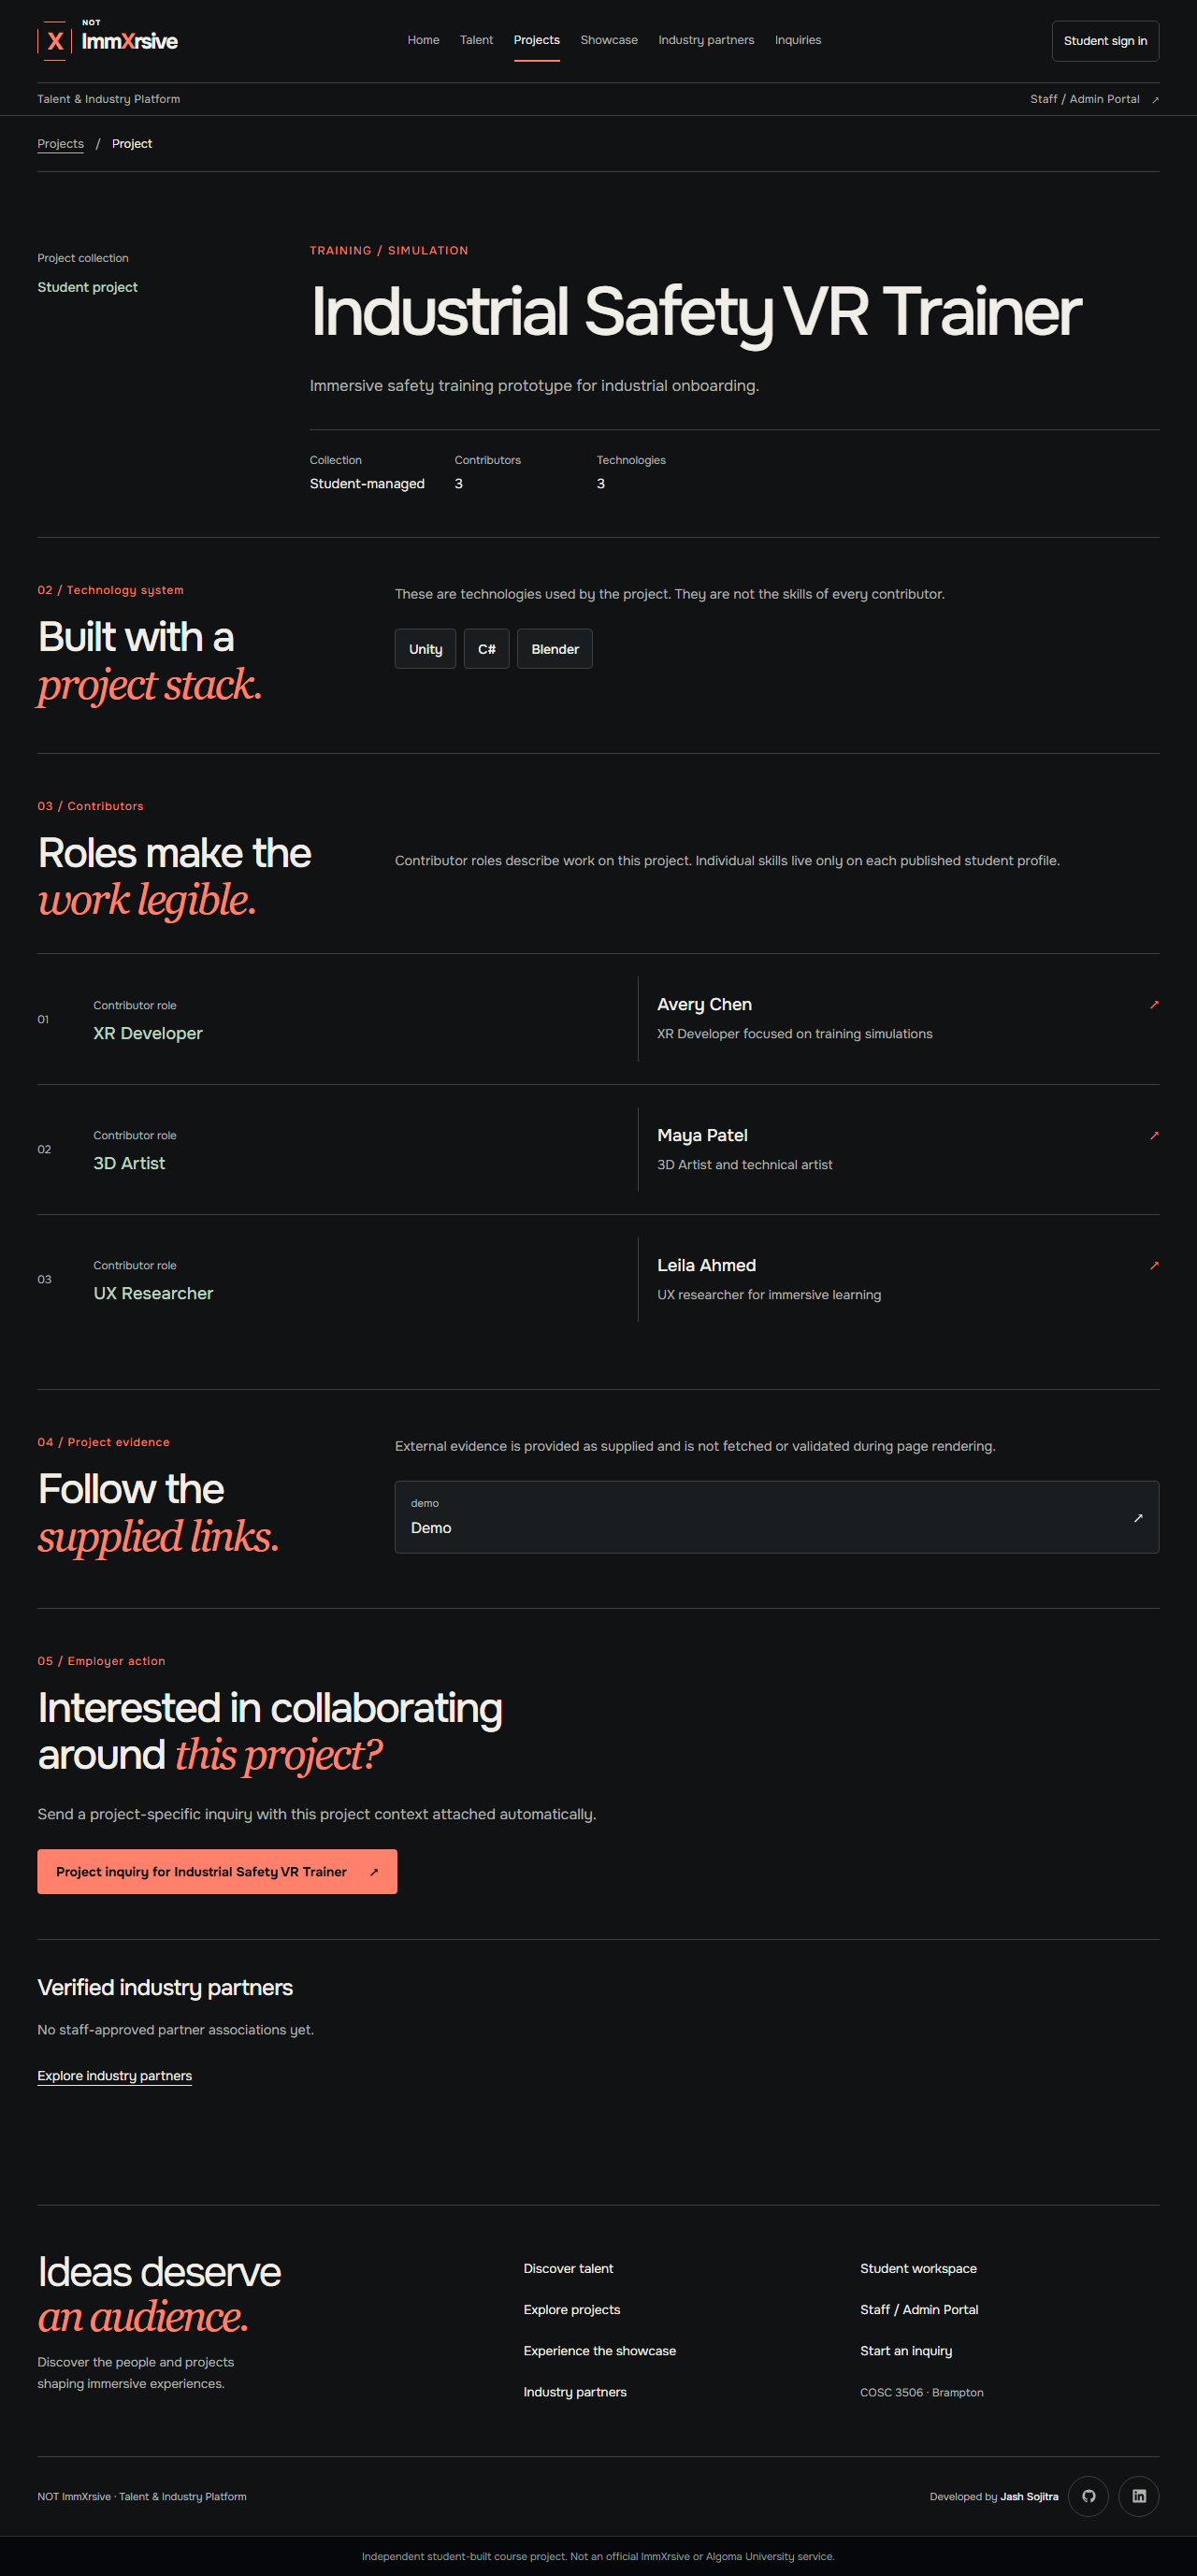 X
NOT
ImmXrsive
Home Talent Projects Showcase Industry partners Inquiries
Student sign in
Talent & Industry Platform
Staff / Admin Portal ↗
Projects / Project
Project collection
Student project
TRAINING / SIMULATION
Industrial Safety VR Trainer
Immersive safety training prototype for industrial onboarding.
Collection Contributors Technologies
Student-managed 3 3
02 / Technology system
Built with a
project stack.
These are technologies used by the project. They are not the skills of every contributor.
Unity C# Blender
03 / Contributors
Roles make the
work legible.
Contributor roles describe work on this project. Individual skills live only on each published student profile.
01
Contributor role
XR Developer
Avery Chen ↗
XR Developer focused on training simulations
02
Contributor role
3D Artist
Maya Patel ↗
3D Artist and technical artist
03
Contributor role
UX Researcher
Leila Ahmed ↗
UX researcher for immersive learning
04 / Project evidence
Follow the
supplied links.
External evidence is provided as supplied and is not fetched or validated during page rendering.
demo
Demo ↗
05 / Employer action
Interested in collaborating
around this project?
Send a project-specific inquiry with this project context attached automatically.
Project inquiry for Industrial Safety VR Trainer ↗
Verified industry partners
No staff-approved partner associations yet.
Explore industry partners
Ideas deserve
an audience.
Discover the people and projects
shaping immersive experiences.
Discover talent
Explore projects
Experience the showcase
Industry partners
Student workspace
Staff / Admin Portal
Start an inquiry
COSC 3506 · Brampton
NOT ImmXrsive · Talent & Industry Platform
Developed by Jash Sojitra
in
Independent student-built course project. Not an official ImmXrsive or Algoma University service.